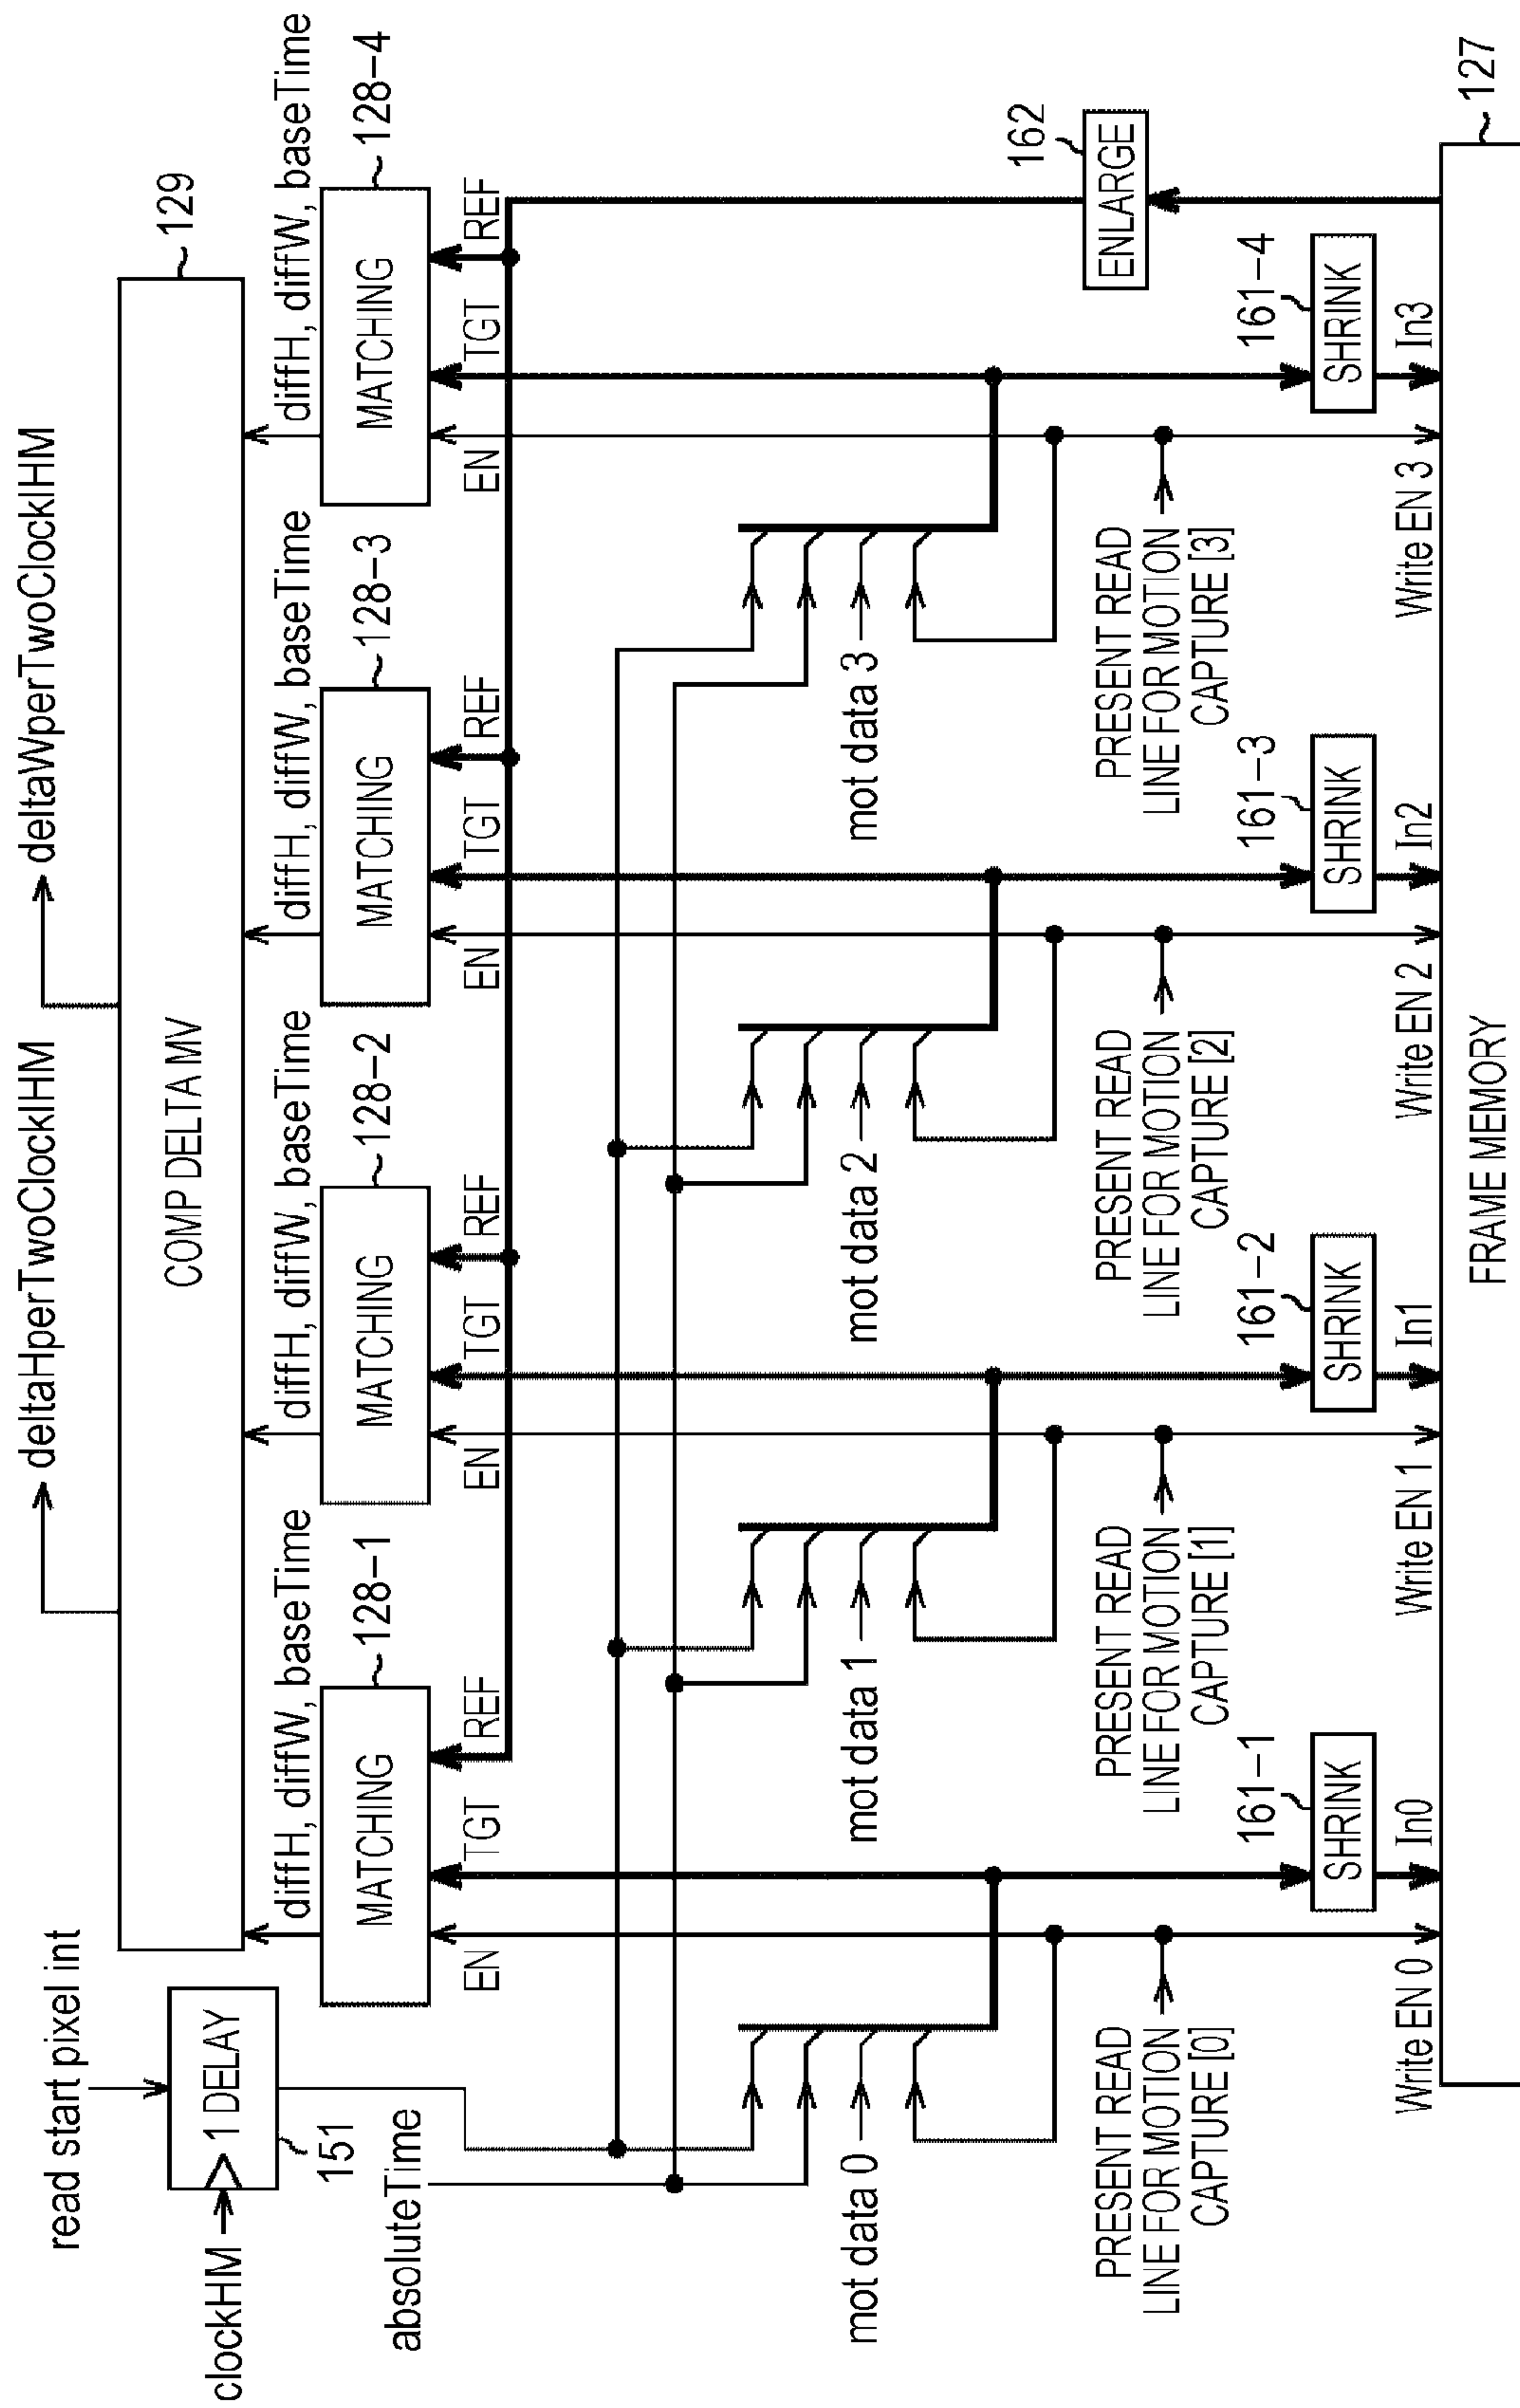 deltaHperTwoClockIHM
deltaWperTwoClockIHM
read start pixel int
clockHM
1 DELAY
151
COMP DELTA MV
129
diffH, diffW, baseTime
diffH, diffW, baseTime
diffH, diffW, baseTime
diffH, diffW, baseTime
MATCHING
128-1
MATCHING
128-2
MATCHING
128-3
MATCHING
128-4
absoluteTime
EN
TGT
REF
EN
TGT
REF
EN
TGT
REF
EN
TGT
REF
mot data 0
mot data 1
mot data 2
mot data 3
162
ENLARGE
PRESENT READ
LINE FOR MOTION
CAPTURE [0]
PRESENT READ
LINE FOR MOTION
CAPTURE [1]
PRESENT READ
LINE FOR MOTION
CAPTURE [2]
PRESENT READ
LINE FOR MOTION
CAPTURE [3]
161-1
SHRINK
161-2
SHRINK
161-3
SHRINK
161-4
SHRINK
Write EN 0
In0
Write EN 1
In1
Write EN 2
In2
Write EN 3
In3
FRAME MEMORY
127